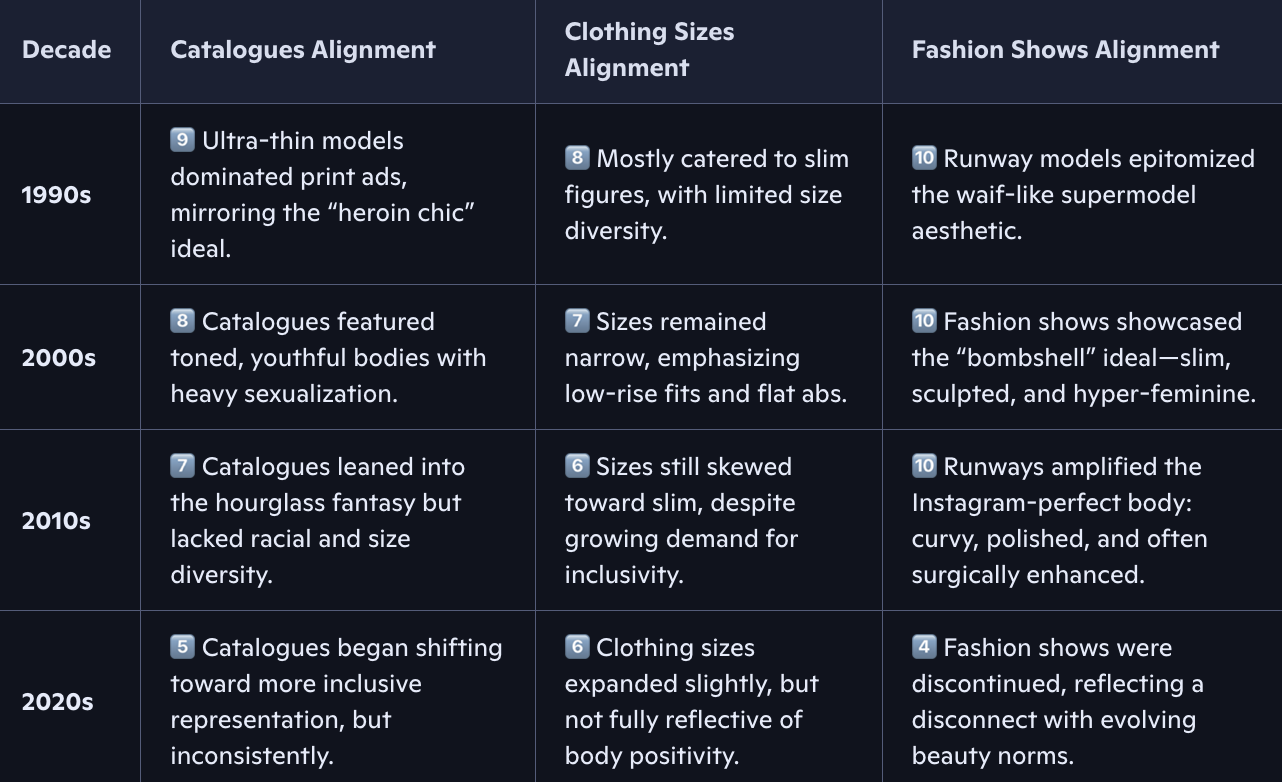 Decade
Catalogues Alignment
Clothing Sizes
Alignment
Fashion Shows Alignment
1990s
9 Ultra-thin models
dominated print ads,
mirroring the “heroin chic”
ideal.
8 Mostly catered to slim
figures, with limited size
diversity.
10 Runway models epitomized
the waif-like supermodel
aesthetic.
2000s
8 Catalogues featured
toned, youthful bodies with
heavy sexualization.
7 Sizes remained
narrow, emphasizing
low-rise fits and flat abs.
10 Fashion shows showcased
the “bombshell” ideal—slim,
sculpted, and hyper-feminine.
2010s
7 Catalogues leaned into
the hourglass fantasy but
lacked racial and size
diversity.
6 Sizes still skewed
toward slim, despite
growing demand for
inclusivity.
10 Runways amplified the
Instagram-perfect body:
curvy, polished, and often
surgically enhanced.
2020s
5 Catalogues began shifting
toward more inclusive
representation, but
inconsistently.
6 Clothing sizes
expanded slightly, but
not fully reflective of
body positivity.
4 Fashion shows were
discontinued, reflecting a
disconnect with evolving
beauty norms.